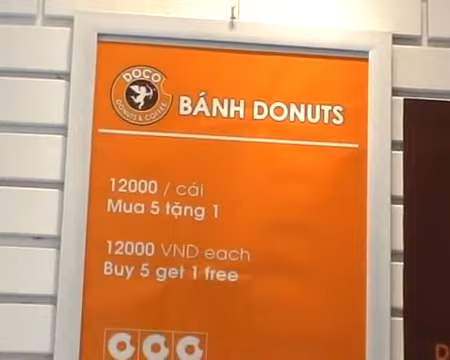 DOCO
DONUTS & COFFEE
BÁNH DONUTS
12000 / cái
Mua 5 tặng 1
12000 VND each
Buy 5 get 1 free